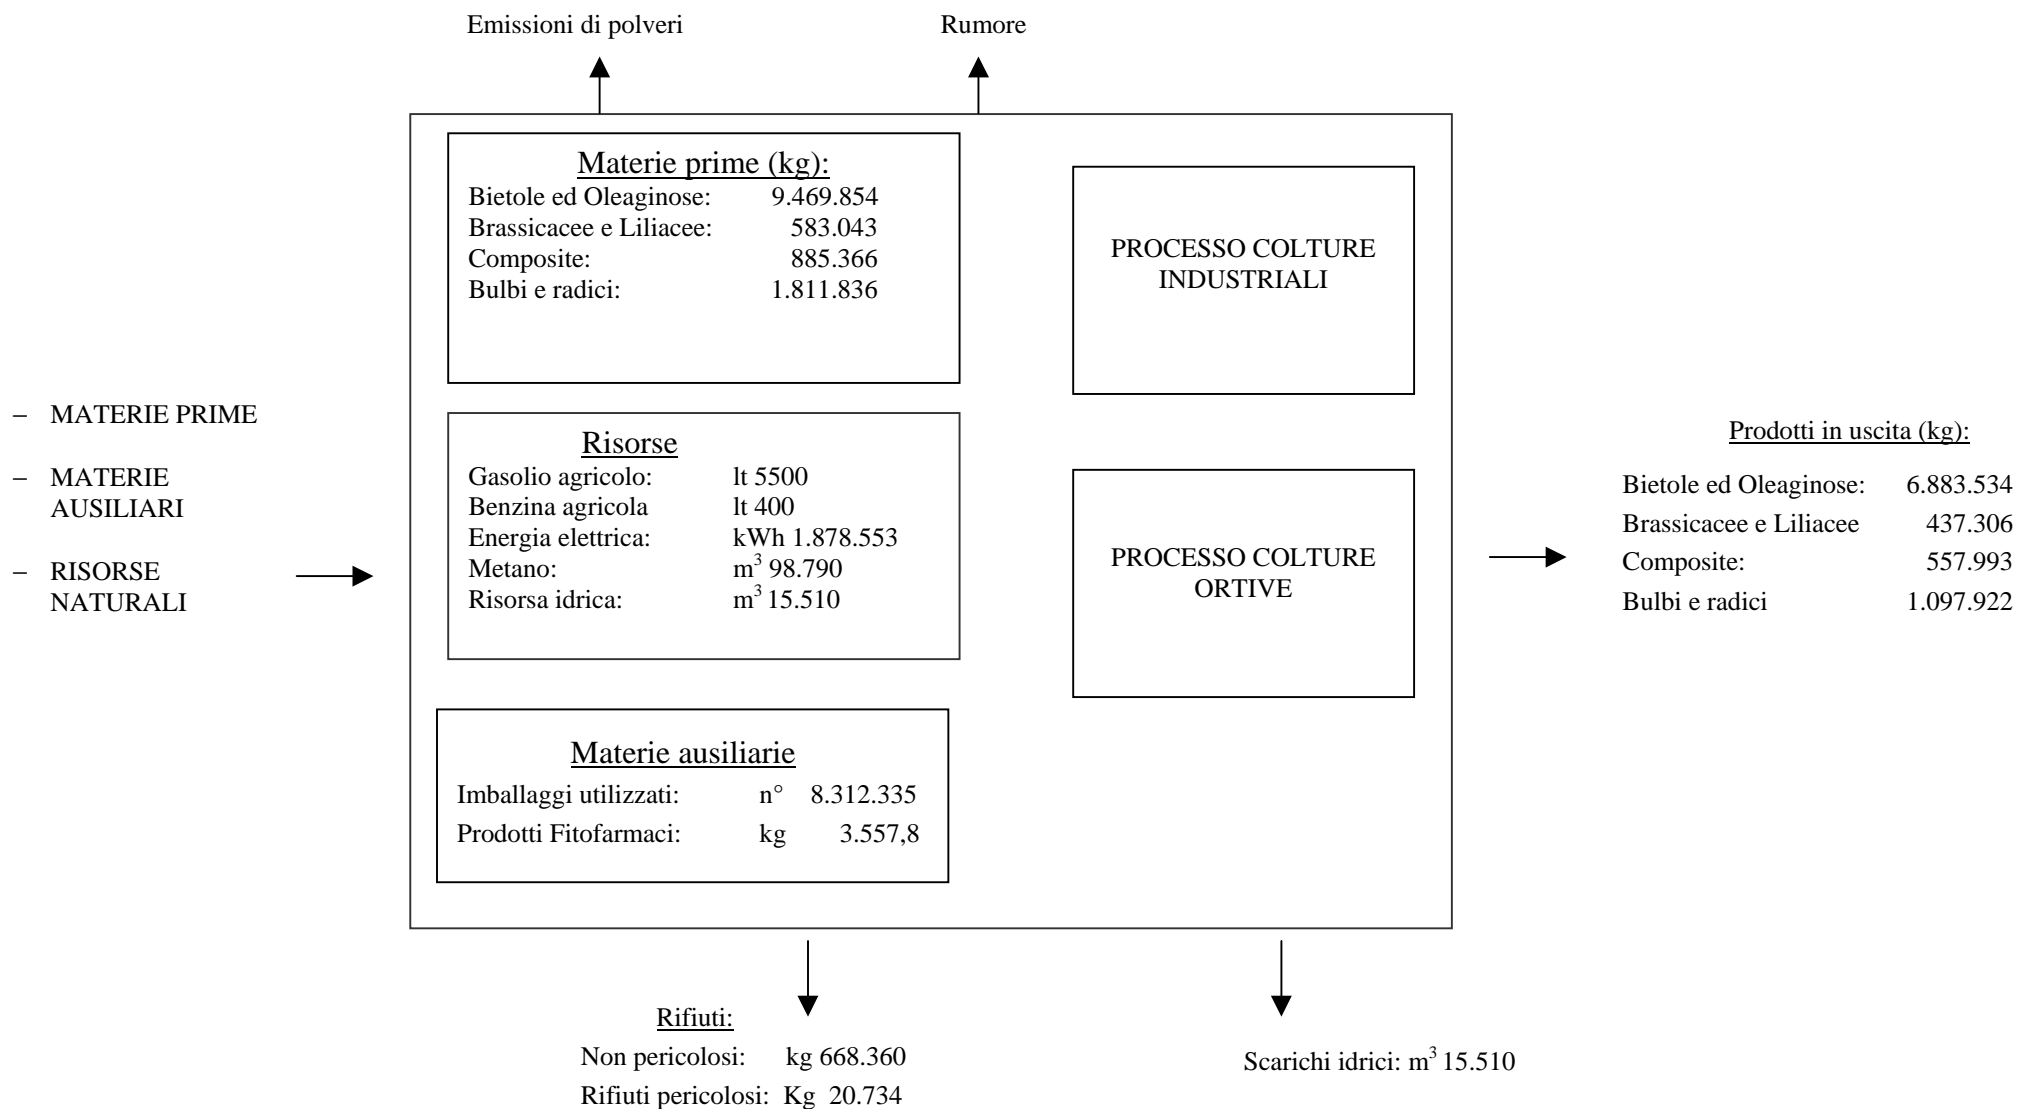 Emissioni di polveri
Rumore
Materie prime (kg):
Bietole ed Oleaginose: 9.469.854
Brassicacee e Liliacee: 583.043
Composite: 885.366
Bulbi e radici: 1.811.836
PROCESSO COLTURE
INDUSTRIALI
– MATERIE PRIME
– MATERIE
AUSILIARI
– RISORSE
NATURALI
Risorse
Gasolio agricolo: lt 5500
Benzina agricola lt 400
Energia elettrica: kWh 1.878.553
Metano: m³ 98.790
Risorsa idrica: m³ 15.510
PROCESSO COLTURE
ORTIVE
Prodotti in uscita (kg):
Bietole ed Oleaginose: 6.883.534
Brassicacee e Liliacee 437.306
Composite: 557.993
Bulbi e radici 1.097.922
Materie ausiliarie
Imballaggi utilizzati: n° 8.312.335
Prodotti Fitofarmaci: kg 3.557,8
Rifiuti:
Non pericolosi: kg 668.360
Rifiuti pericolosi: Kg 20.734
Scarichi idrici: m³ 15.510